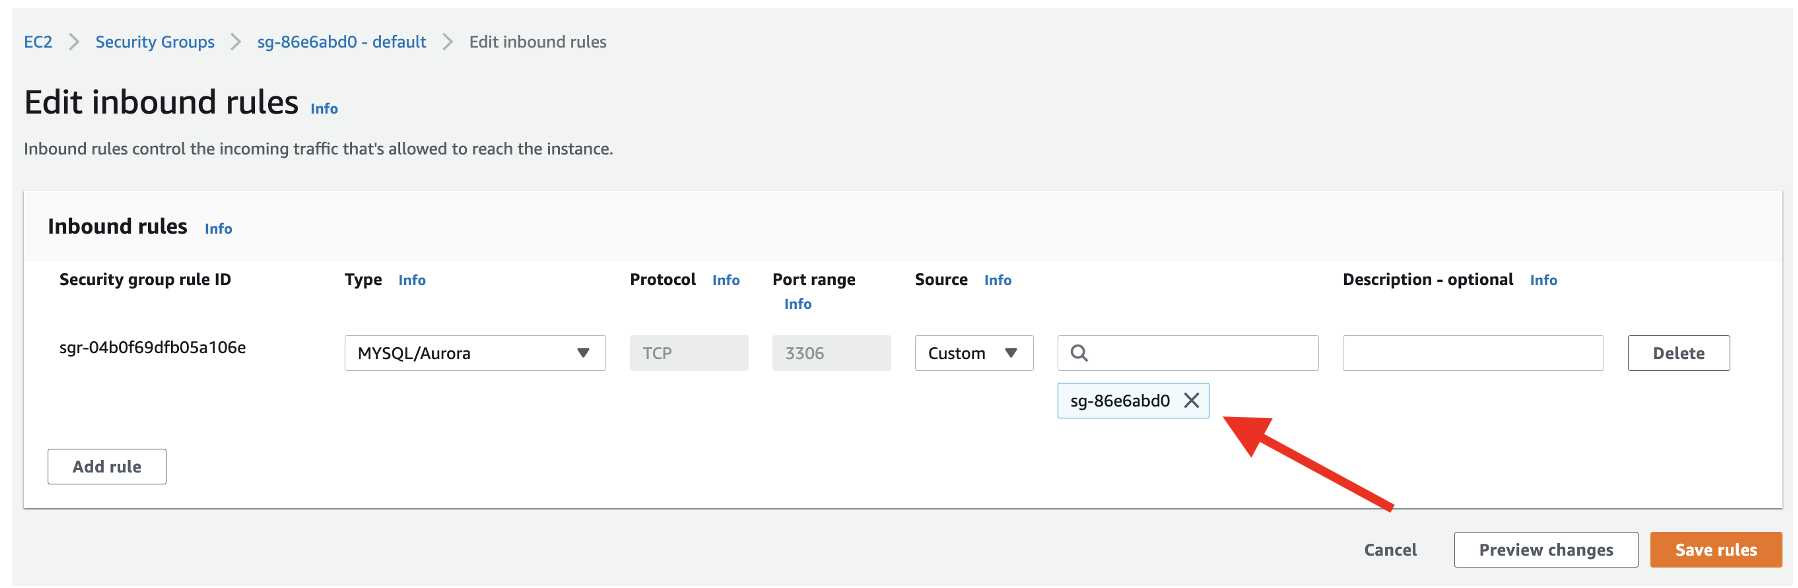 EC2 > Security Groups > sg-86e6abd0 - default > Edit inbound rules
Edit inbound rules Info
Inbound rules control the incoming traffic that's allowed to reach the instance.
Inbound rules Info
Security group rule ID Type Info Protocol Info Port range Info Source Info Description - optional Info
sgr-04b0f69dfb05a106e MYSQL/Aurora TCP 3306 Custom Delete
sg-86e6abd0
Add rule
Cancel Preview changes Save rules